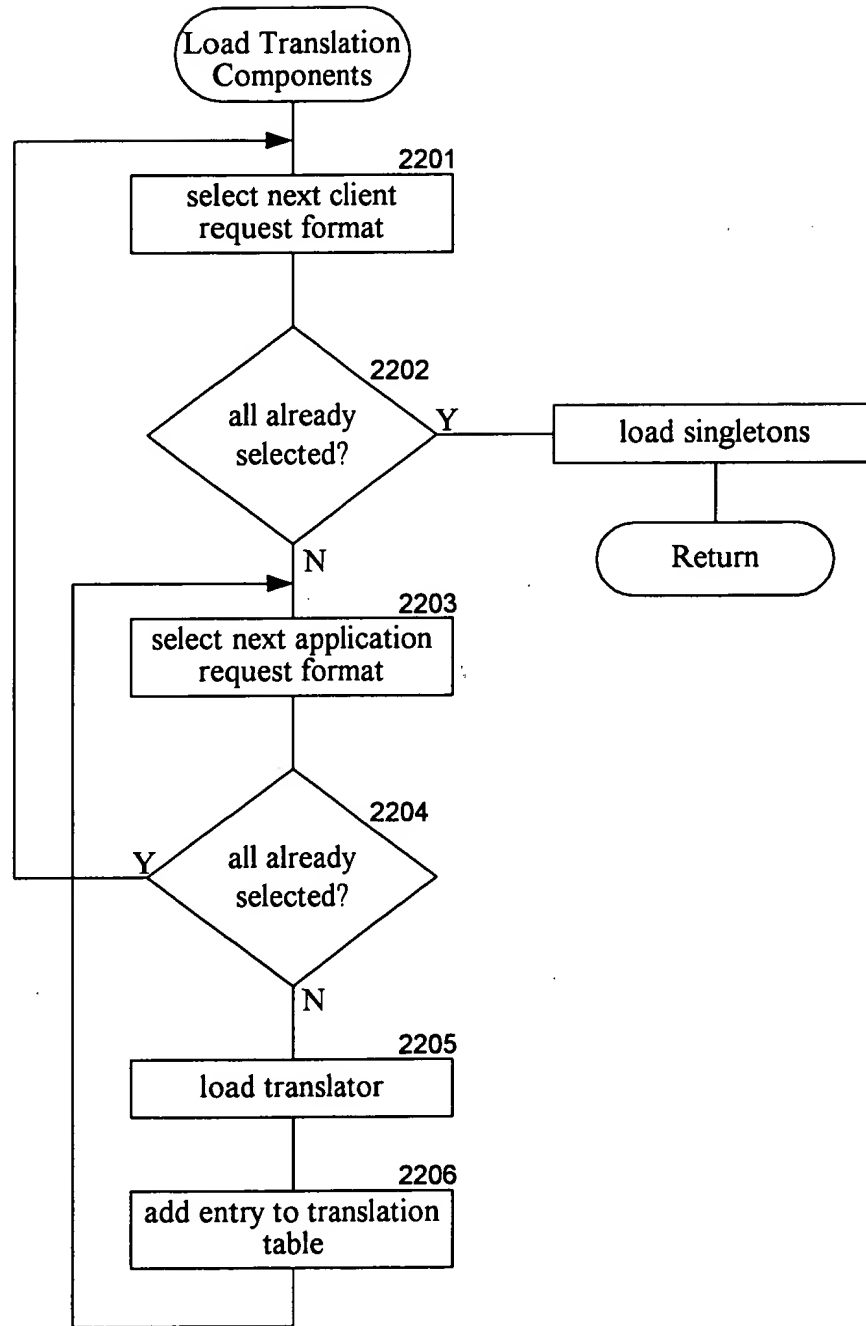 Load Translation
Components
2201
select next client
request format
2202
all already
selected?
Y
load singletons
Return
N
2203
select next application
request format
2204
Y
all already
selected?
N
2205
load translator
2206
add entry to translation
table